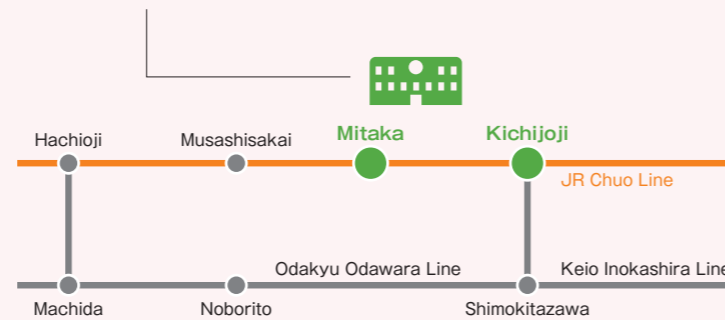 Hachioji
Musashisakai
Mitaka
Kichijoji
JR Chuo Line
Odakyu Odawara Line
Keio Inokashira Line
Machida
Noborito
Shimokitazawa